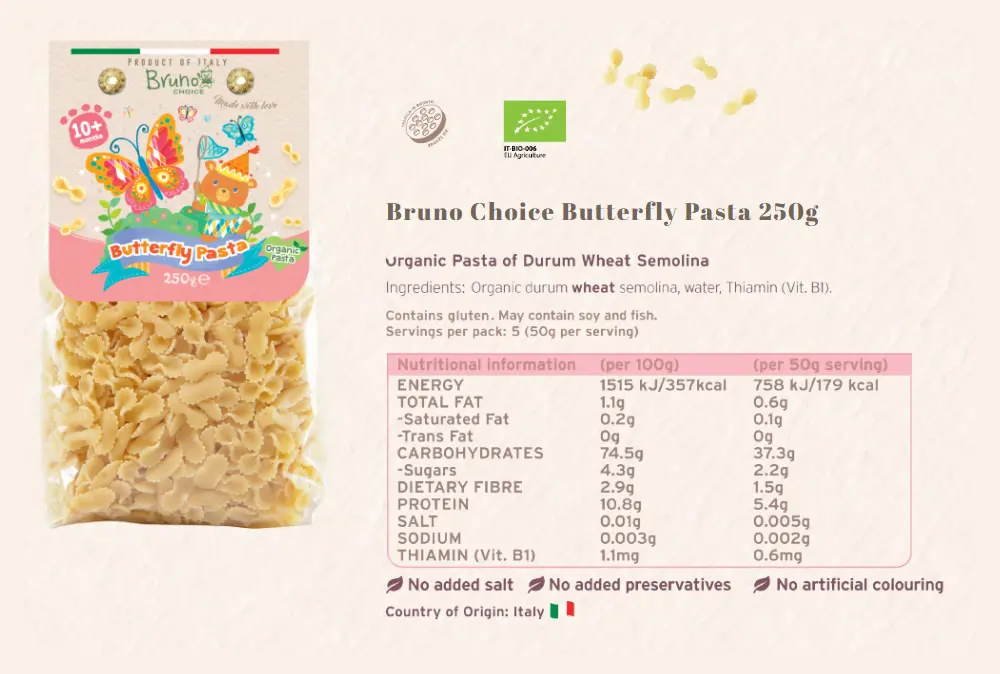 PRODUCT OF ITALY
Bruno
CHOICE
Made with love
10+
months
Butterfly Pasta
Organic
Pasta
250g e
IT-BIO-006
EU Agriculture
Bruno Choice Butterfly Pasta 250g
Organic Pasta of Durum Wheat Semolina
Ingredients: Organic durum wheat semolina, water, Thiamin (Vit. B1).
Contains gluten. May contain soy and fish.
Servings per pack: 5 (50g per serving)
Nutritional information (per 100g) (per 50g serving)
ENERGY 1515 kJ/357kcal 758 kJ/179 kcal
TOTAL FAT 1.1g 0.6g
-Saturated Fat 0.2g 0.1g
-Trans Fat 0g 0g
CARBOHYDRATES 74.5g 37.3g
-Sugars 4.3g 2.2g
DIETARY FIBRE 2.9g 1.5g
PROTEIN 10.8g 5.4g
SALT 0.01g 0.005g
SODIUM 0.003g 0.002g
THIAMIN (Vit. B1) 1.1mg 0.6mg
No added salt No added preservatives No artificial colouring
Country of Origin: Italy